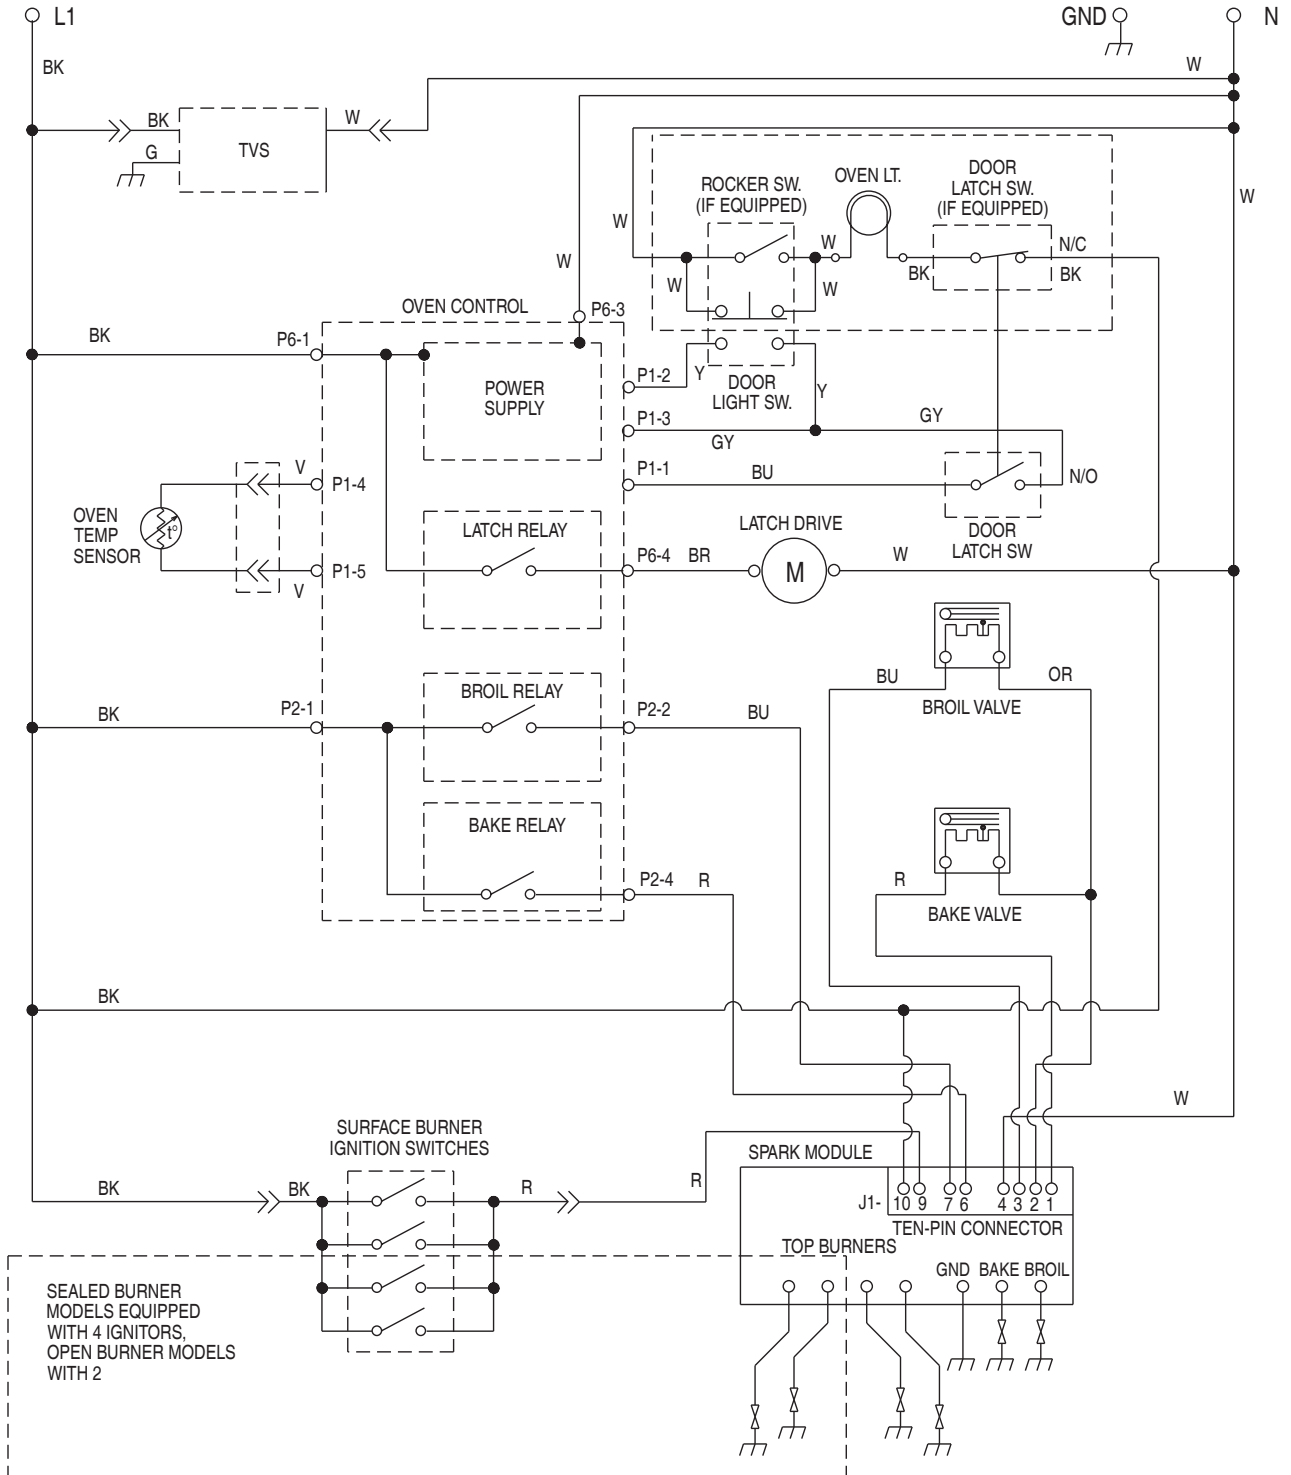 L1
GND
N
BK
W
BK
W
G
TVS
W
DOOR
LATCH SW.
(IF EQUIPPED)
OVEN LT.
ROCKER SW.
(IF EQUIPPED)
W
W
N/C
BK
BK
W
W
W
OVEN CONTROL
P6-3
BK
P6-1
POWER
SUPPLY
P1-2
Y
DOOR
LIGHT SW.
Y
P1-3
GY
GY
P1-1
BU
N/O
DOOR
LATCH SW
V
P1-4
OVEN
TEMP
SENSOR
t°
P1-5
V
LATCH RELAY
P6-4
BR
LATCH DRIVE
M
W
BU
OR
BROIL VALVE
BK
P2-1
BROIL RELAY
P2-2
BU
BAKE RELAY
P2-4
R
R
BAKE VALVE
BK
W
SURFACE BURNER
IGNITION SWITCHES
BK
BK
R
R
SPARK MODULE
J1-
10 9 7 6 4 3 2 1
TEN-PIN CONNECTOR
TOP BURNERS
GND BAKE BROIL
SEALED BURNER
MODELS EQUIPPED
WITH 4 IGNITORS,
OPEN BURNER MODELS
WITH 2